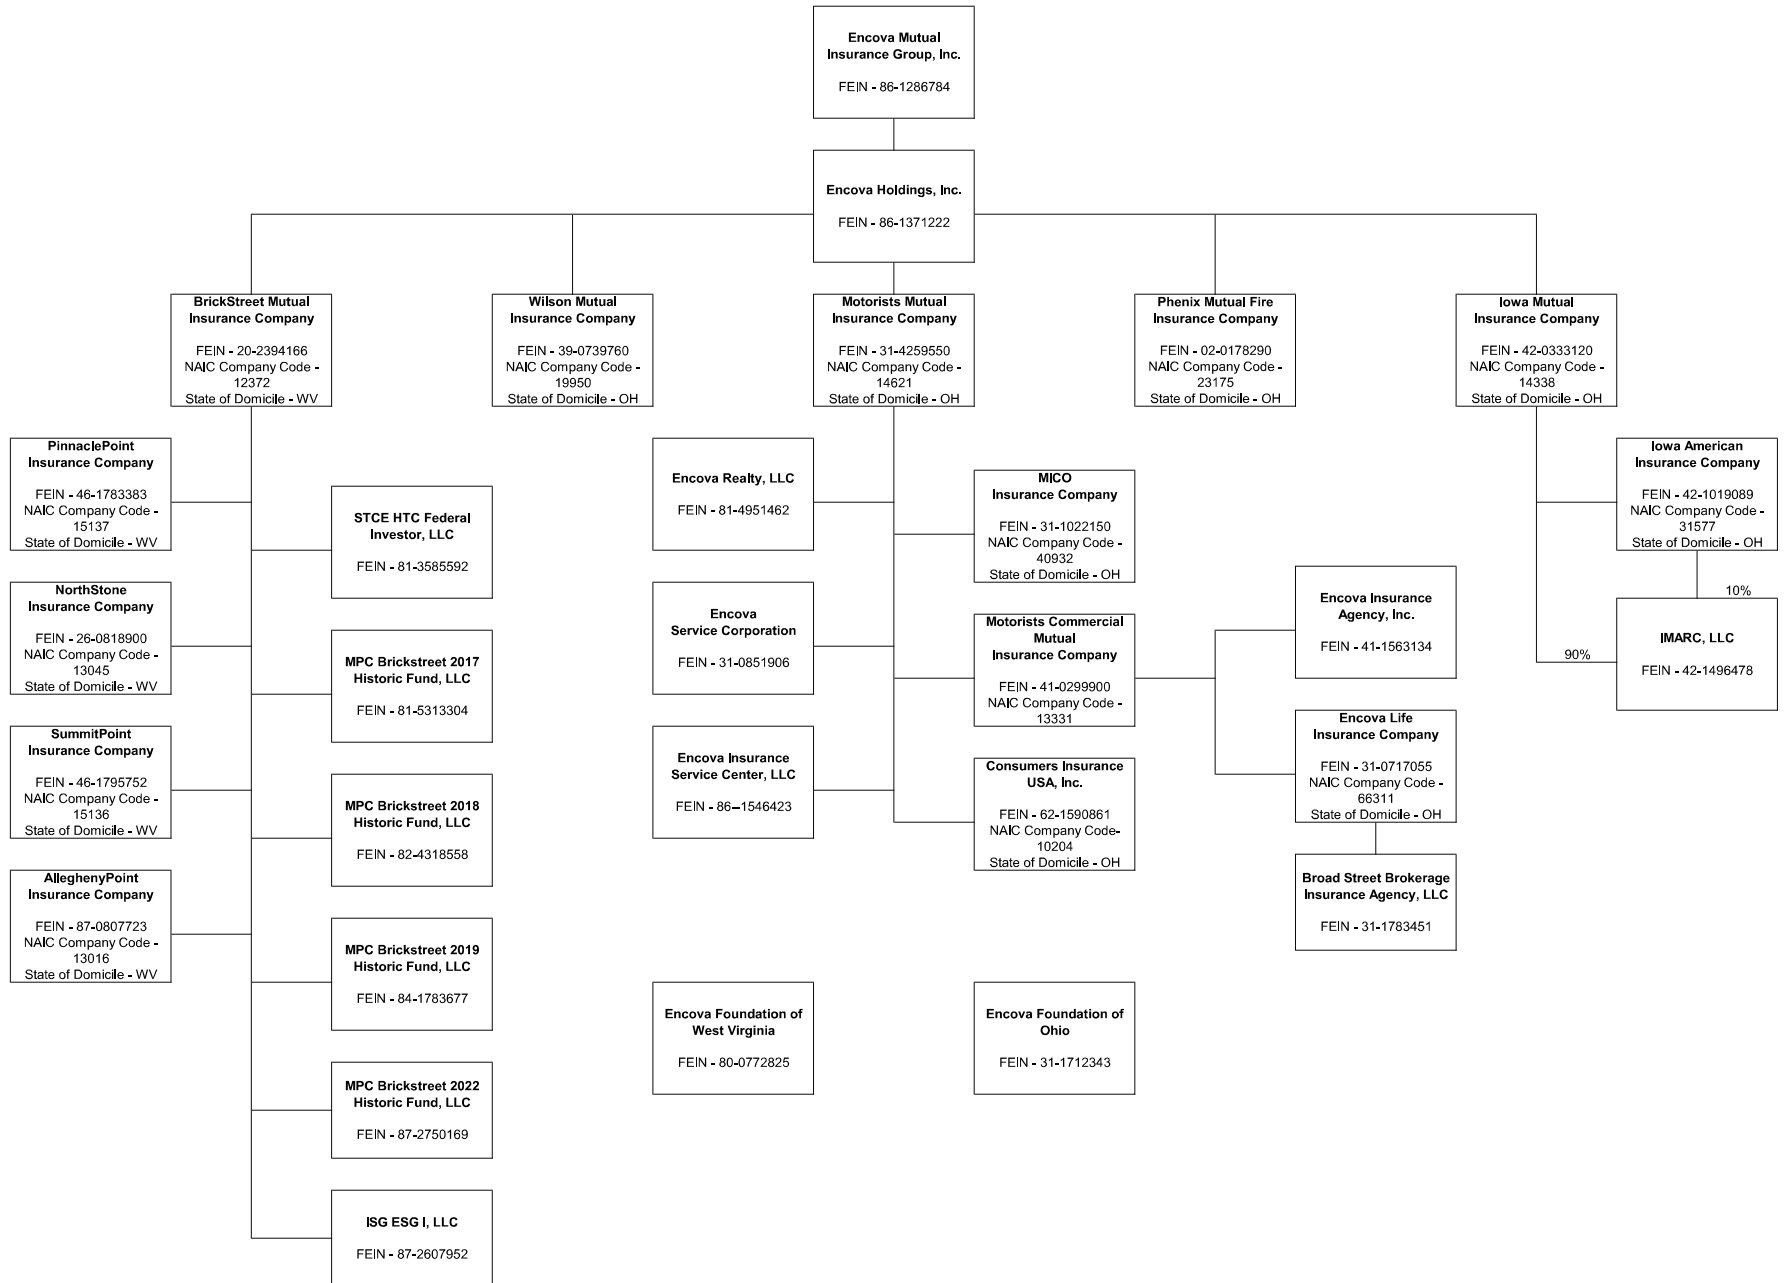 Encova Mutual
Insurance Group, Inc.
FEIN - 86-1286784
Encova Holdings, Inc.
FEIN - 86-1371222
BrickStreet Mutual
Insurance Company
FEIN - 20-2394166
NAIC Company Code -
12372
State of Domicile - WV
Wilson Mutual
Insurance Company
FEIN - 39-0739760
NAIC Company Code -
19950
State of Domicile - OH
Motorists Mutual
Insurance Company
FEIN - 31-4259550
NAIC Company Code -
14621
State of Domicile - OH
Phenix Mutual Fire
Insurance Company
FEIN - 02-0178290
NAIC Company Code -
23175
State of Domicile - OH
Iowa Mutual
Insurance Company
FEIN - 42-0333120
NAIC Company Code -
14338
State of Domicile - OH
PinnaclePoint
Insurance Company
FEIN - 46-1783383
NAIC Company Code -
15137
State of Domicile - WV
NorthStone
Insurance Company
FEIN - 26-0818900
NAIC Company Code -
13045
State of Domicile - WV
SummitPoint
Insurance Company
FEIN - 46-1795752
NAIC Company Code -
15136
State of Domicile - WV
AlleghenyPoint
Insurance Company
FEIN - 87-0807723
NAIC Company Code -
13016
State of Domicile - WV
STCE HTC Federal
Investor, LLC
FEIN - 81-3585592
MPC Brickstreet 2017
Historic Fund, LLC
FEIN - 81-5313304
MPC Brickstreet 2018
Historic Fund, LLC
FEIN - 82-4318558
MPC Brickstreet 2019
Historic Fund, LLC
FEIN - 84-1783677
MPC Brickstreet 2022
Historic Fund, LLC
FEIN - 87-2750169
ISG ESG I, LLC
FEIN - 87-2607952
Encova Realty, LLC
FEIN - 81-4951462
Encova
Service Corporation
FEIN - 31-0851906
Encova Insurance
Service Center, LLC
FEIN - 86–1546423
MICO
Insurance Company
FEIN - 31-1022150
NAIC Company Code -
40932
State of Domicile - OH
Motorists Commercial
Mutual
Insurance Company
FEIN - 41-0299900
NAIC Company Code -
13331
Consumers Insurance
USA, Inc.
FEIN - 62-1590861
NAIC Company Code-
10204
State of Domicile - OH
Encova Insurance
Agency, Inc.
FEIN - 41-1563134
Encova Life
Insurance Company
FEIN - 31-0717055
NAIC Company Code -
66311
State of Domicile - OH
Broad Street Brokerage
Insurance Agency, LLC
FEIN - 31-1783451
Iowa American
Insurance Company
FEIN - 42-1019089
NAIC Company Code -
31577
State of Domicile - OH
10%
90%
IMARC, LLC
FEIN - 42-1496478
Encova Foundation of
West Virginia
FEIN - 80-0772825
Encova Foundation of
Ohio
FEIN - 31-1712343